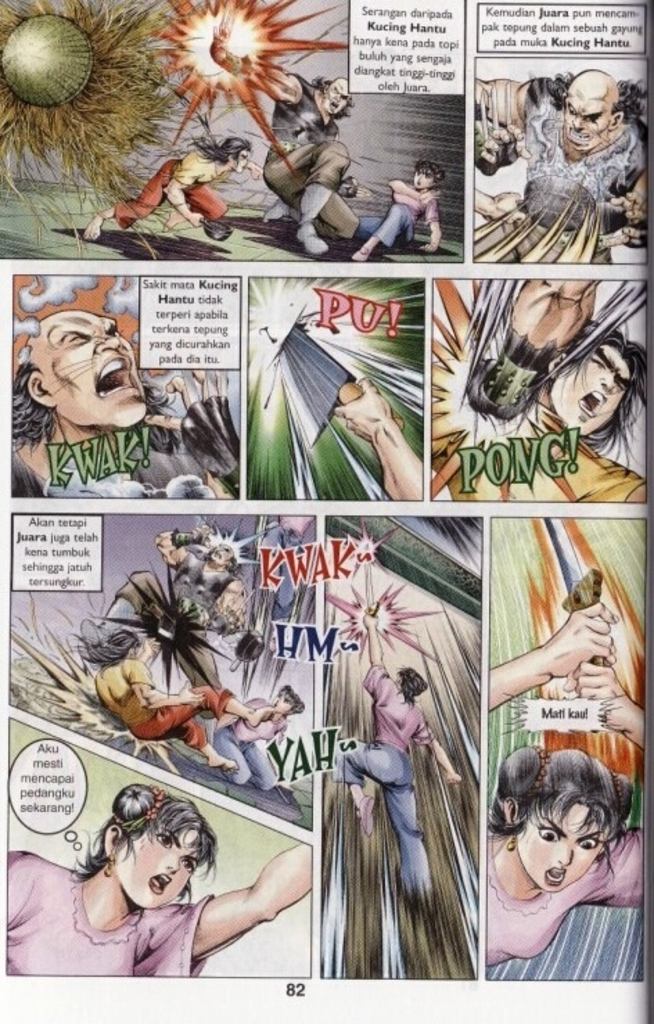 Serangan daripada
Kucing Hantu
hanya kena pada topi
buluh yang sengaja
diangkat tinggi-tinggi
oleh Juara.
Kemudian Juara pun mencam-
pak tepung dalam sebuah gayung
pada muka Kucing Hantu.
Sakit mata Kucing
Hantu tidak
terperi apabila
terkena tepung
yang dicurahkan
pada dia itu.
KWAK!
PU!
PONG!
Akan tetapi
Juara juga telah
kena tumbuk
sehingga jatuh
tersungkur.
KWAK~
HM~
YAH~
Aku
mesti
mencapai
pedangku
sekarang!
Mati kau!
82